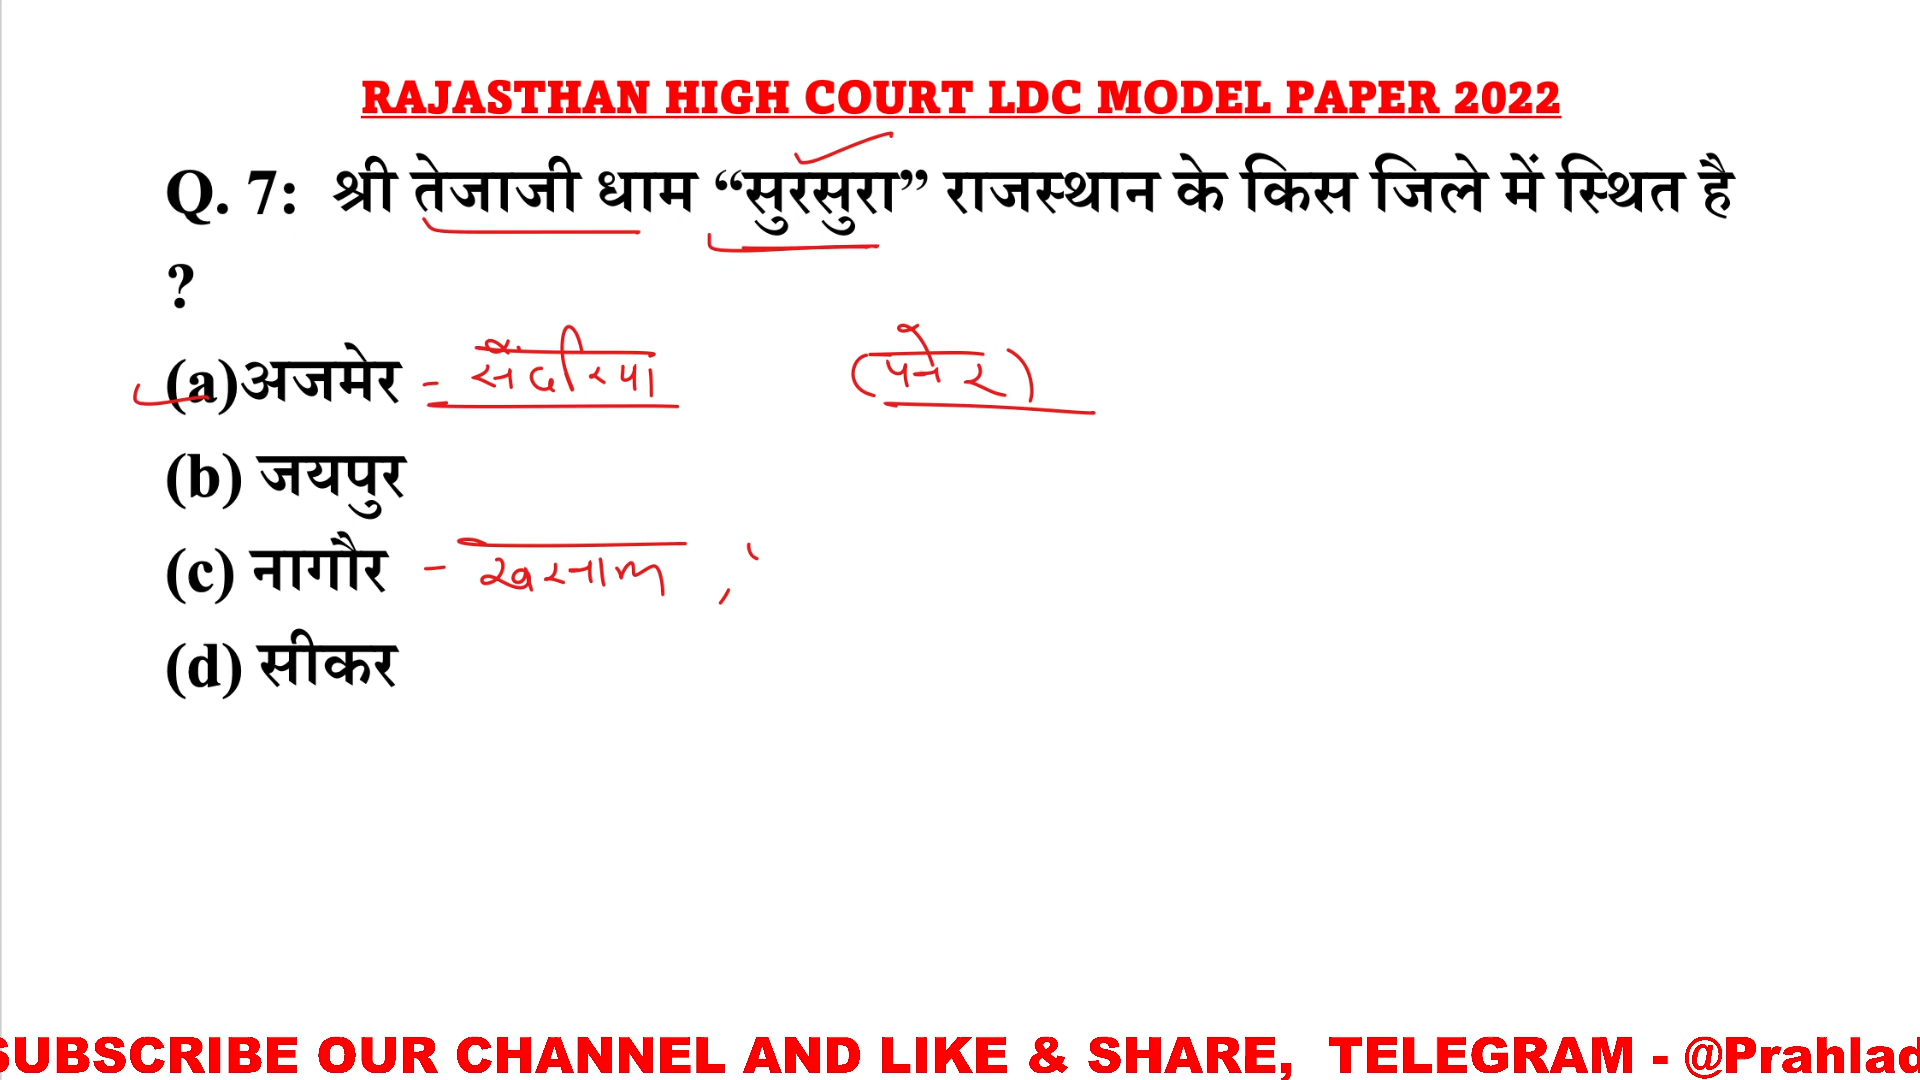 RAJASTHAN HIGH COURT LDC MODEL PAPER 2022
Q. 7: श्री तेजाजी धाम “सुरसुरा” राजस्थान के किस जिले में स्थित है
?
(a)अजमेर - सैंदरिया (पनेर)
(b) जयपुर
(c) नागौर - खरनाल ,
(d) सीकर
SUBSCRIBE OUR CHANNEL AND LIKE & SHARE, TELEGRAM - @Prahlad